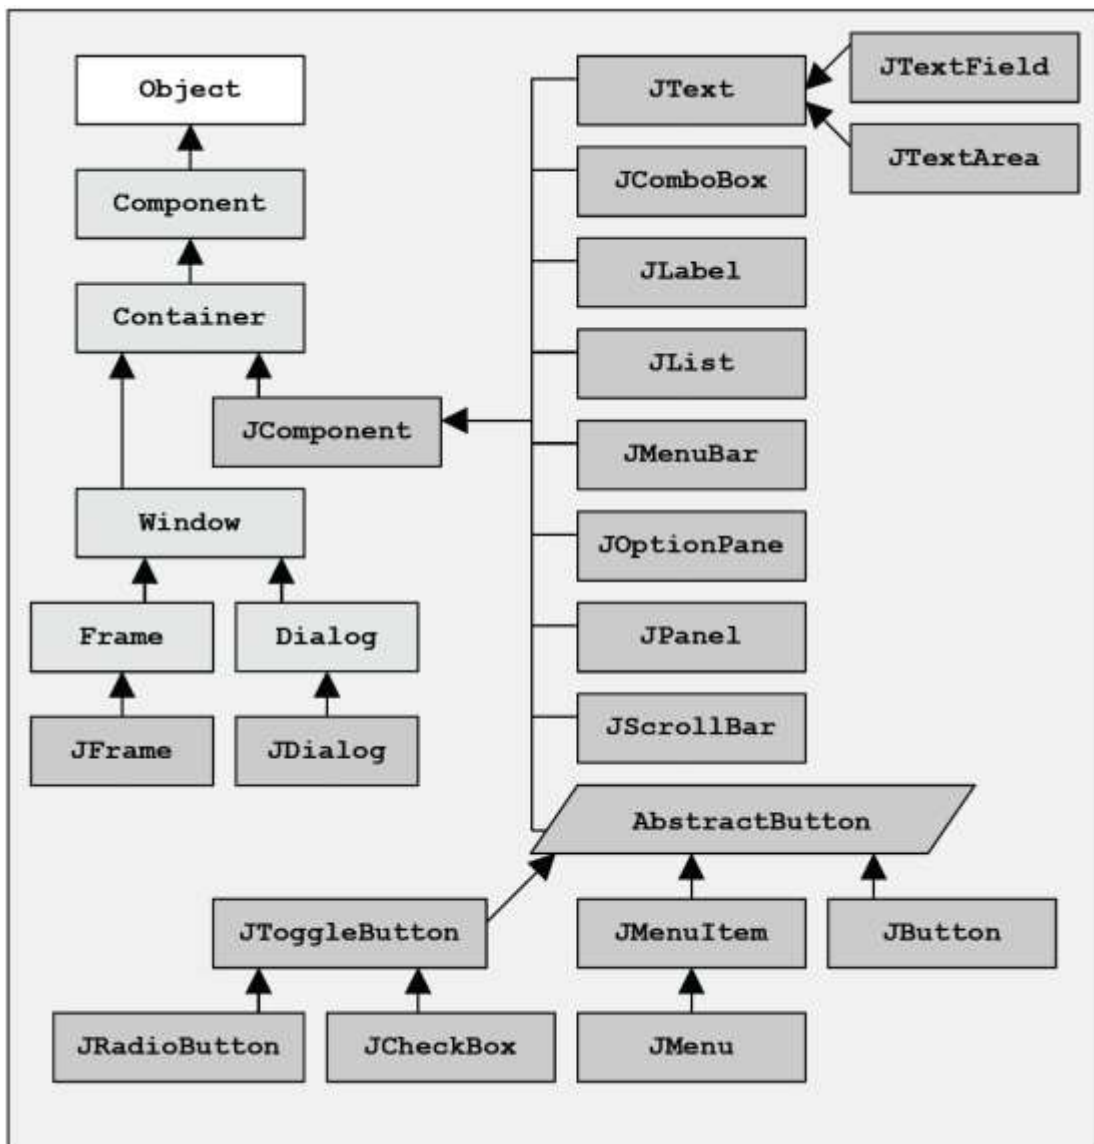 Object
Component
Container
JComponent
Window
Frame
Dialog
JFrame
JDialog
JText
JTextField
JTextArea
JComboBox
JLabel
JList
JMenuBar
JOptionPane
JPanel
JScrollBar
AbstractButton
JToggleButton
JMenuItem
JButton
JRadioButton
JCheckBox
JMenu